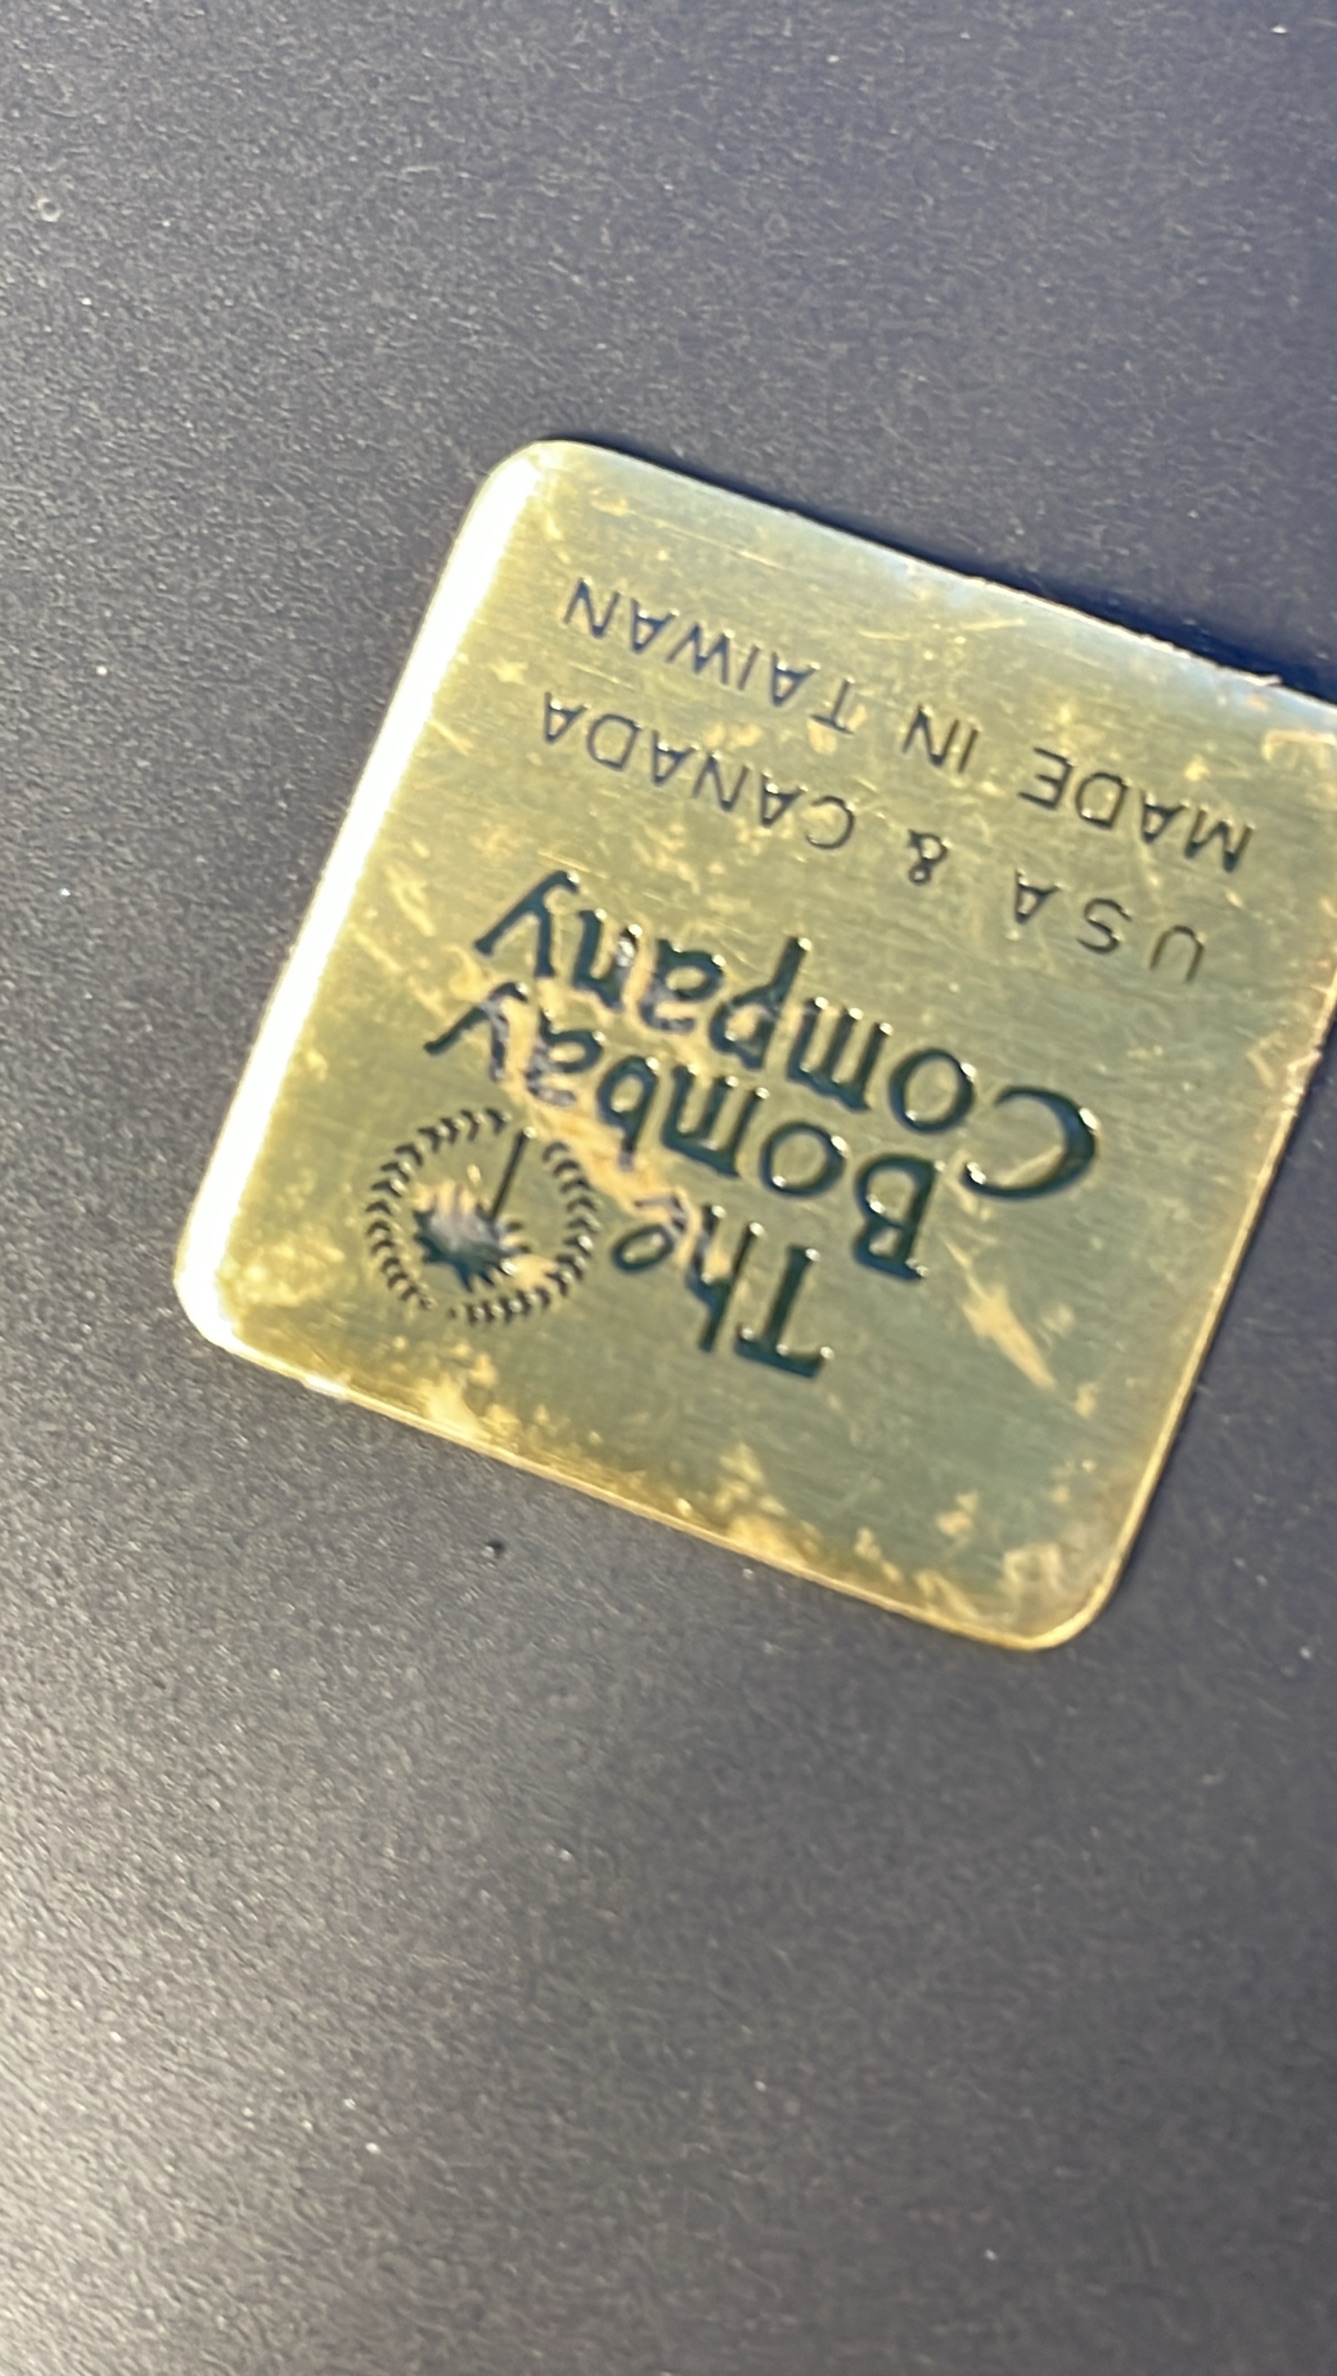 The
Bombay
Company
USA & CANADA
MADE IN TAIWAN